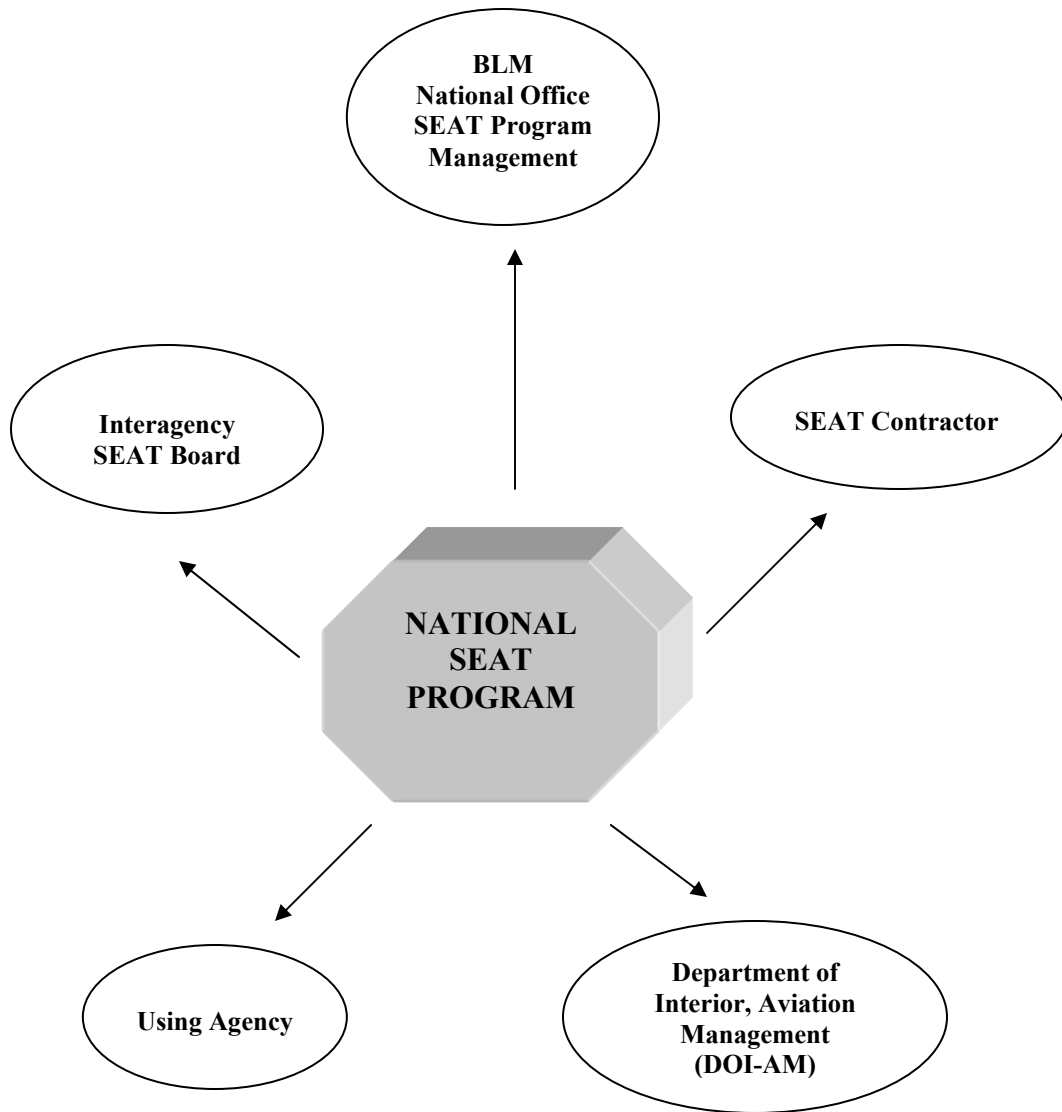 BLM
National Office
SEAT Program
Management
Interagency
SEAT Board
SEAT Contractor
NATIONAL
SEAT
PROGRAM
Using Agency
Department of
Interior, Aviation
Management
(DOI-AM)